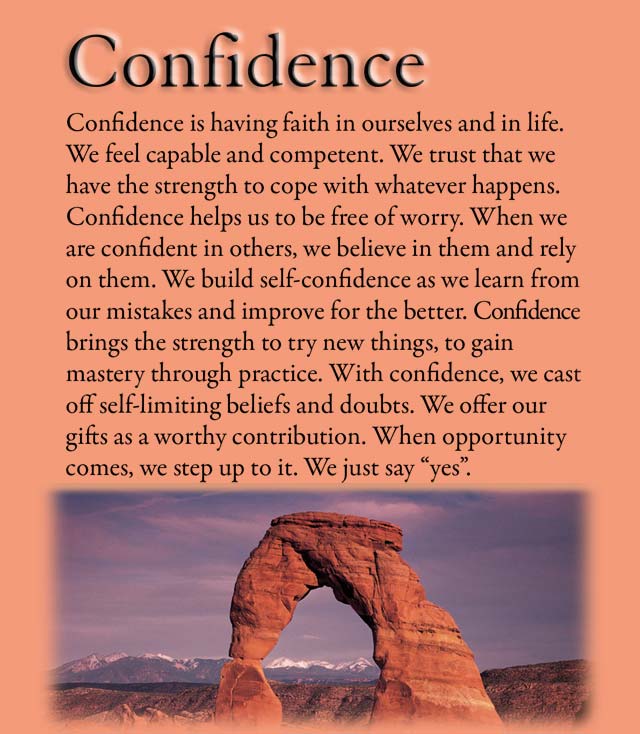 Confidence
Confidence is having faith in ourselves and in life.
We feel capable and competent. We trust that we
have the strength to cope with whatever happens.
Confidence helps us to be free of worry. When we
are confident in others, we believe in them and rely
on them. We build self-confidence as we learn from
our mistakes and improve for the better. Confidence
brings the strength to try new things, to gain
mastery through practice. With confidence, we cast
off self-limiting beliefs and doubts. We offer our
gifts as a worthy contribution. When opportunity
comes, we step up to it. We just say “yes”.